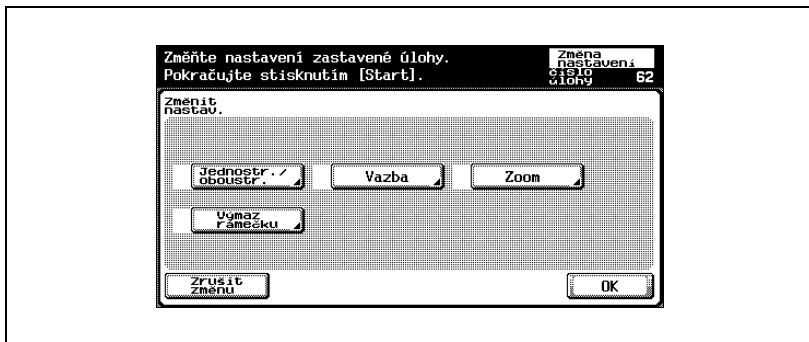 Změňte nastavení zastavené úlohy.
Pokračujte stisknutím [Start].
Změna
nastavení
číslo
úlohy 62
Změnit
nastav.
Jednostr./
oboustr.
Vazba
Zoom
Výmaz
rámečku
Zrušit
změnu
OK